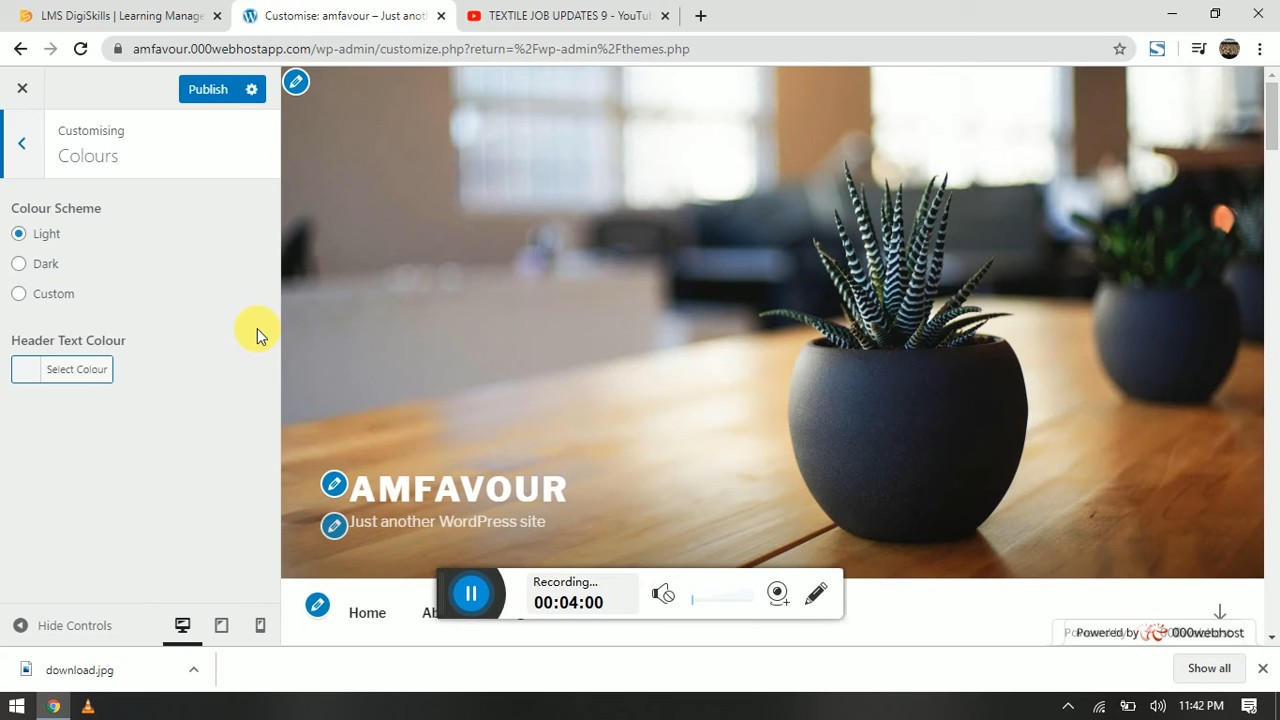 LMS DigiSkills | Learning Manage
Customise: amfavour – Just anot
TEXTILE JOB UPDATES 9 - YouTu
amfavour.000webhostapp.com/wp-admin/customize.php?return=%2Fwp-admin%2Fthemes.php
Publish
Customising
Colours
Colour Scheme
Light
Dark
Custom
Header Text Colour
Select Colour
AMFAVOUR
Just another WordPress site
Recording...
00:04:00
Home
Ab
Powered by 000webhost
Hide Controls
download.jpg
Show all
11:42 PM